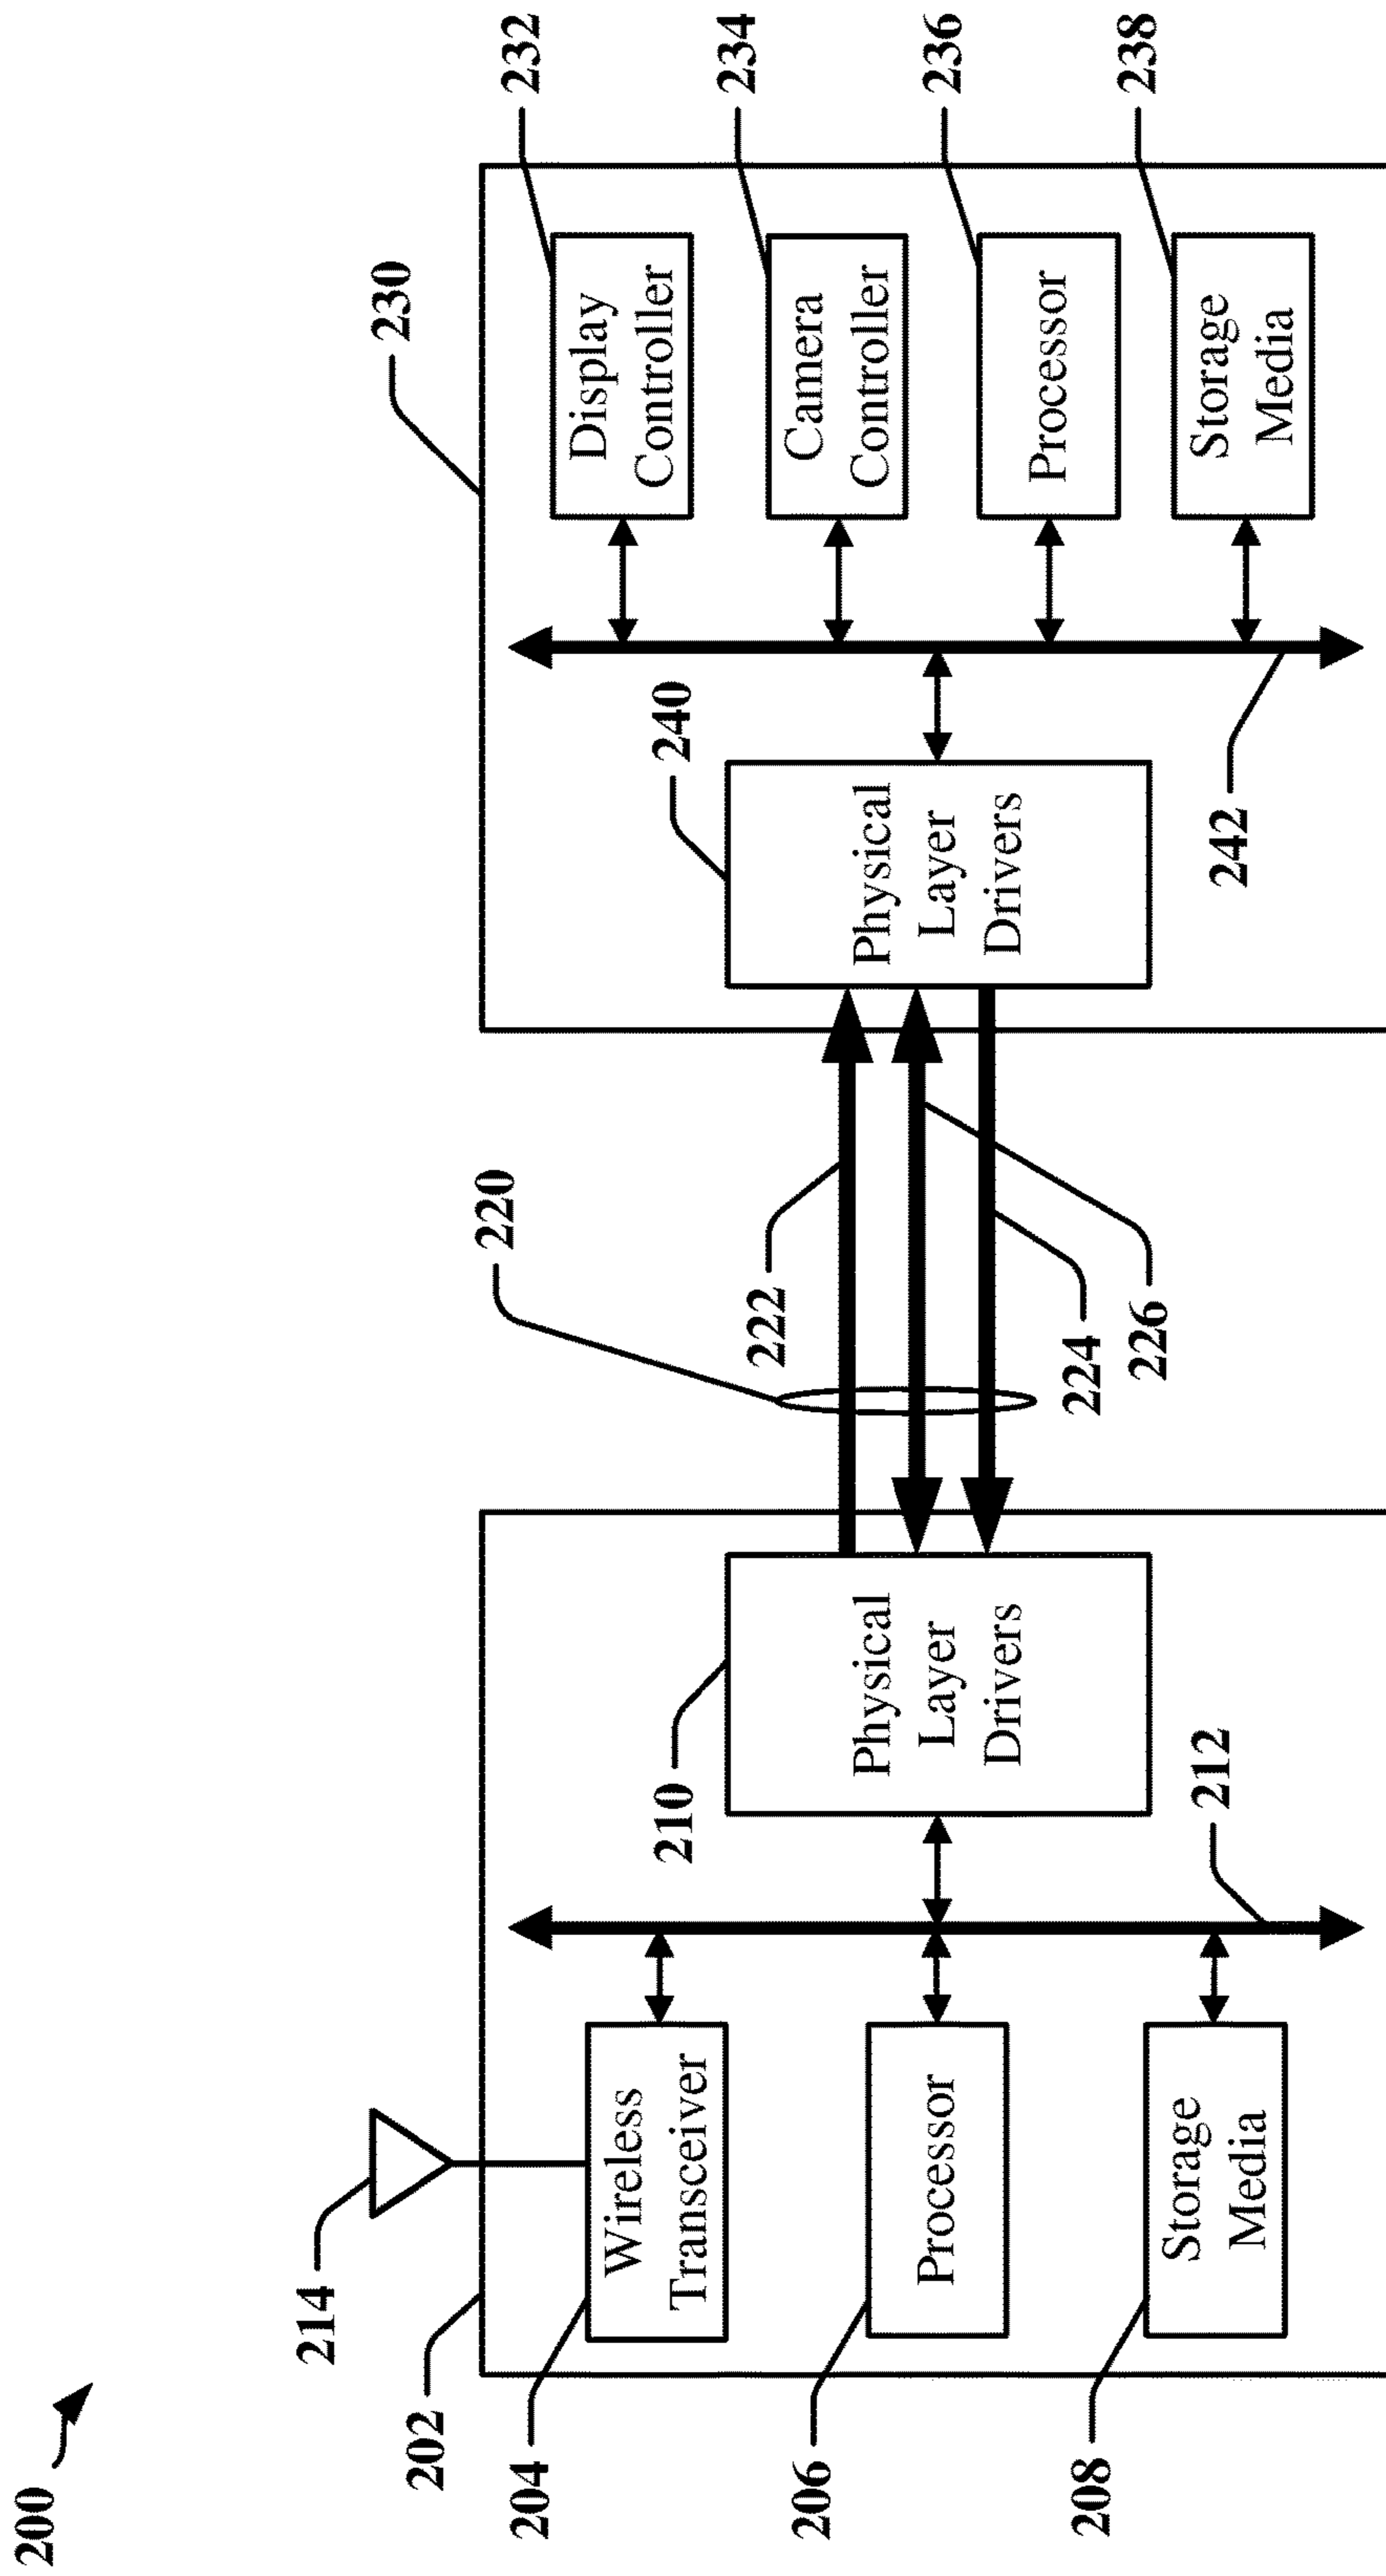 200
214
202
204
Wireless
Transceiver
206
Processor
208
Storage
Media
212
210
Physical
Layer
Drivers
220
222
224
226
230
240
Physical
Layer
Drivers
242
232
Display
Controller
234
Camera
Controller
236
Processor
238
Storage
Media